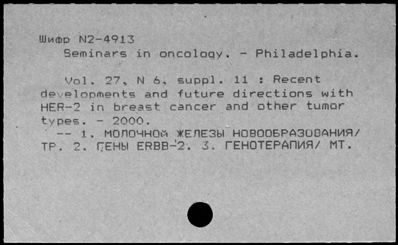 Шифр N2-4913
Seminars in oncology. - Philadelphia.
Vol. 27, N 6, suppl. 11 : Recent
developments and future directions with
HER-2 in breast cancer and other tumor
types. - 2000.
-- 1. МОЛОЧНОЙ ЖЕЛЕЗЫ НОВООБРАЗОВАНИЯ/
ТР. 2. ГЕНЫ ERBB-2. 3. ГЕНОТЕРАПИЯ/ МТ.